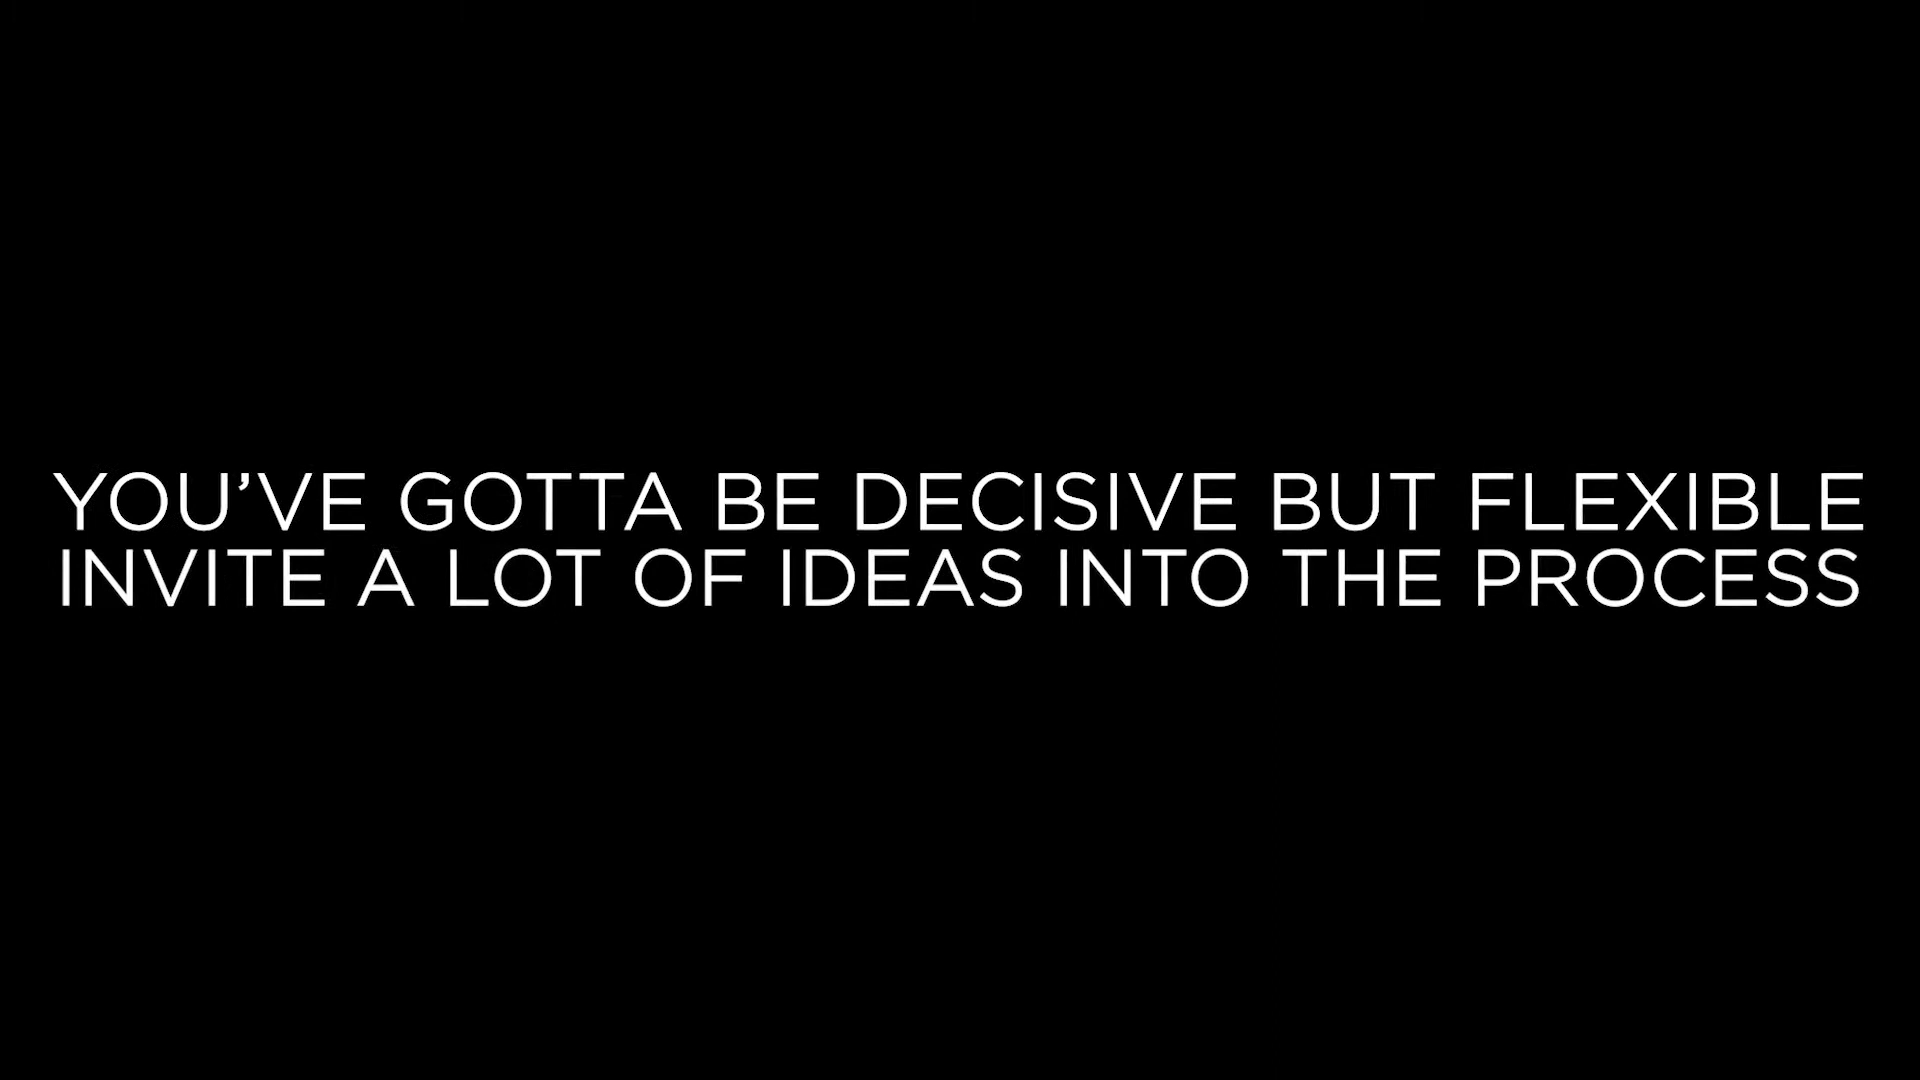 YOU’VE GOTTA BE DECISIVE BUT FLEXIBLE
INVITE A LOT OF IDEAS INTO THE PROCESS